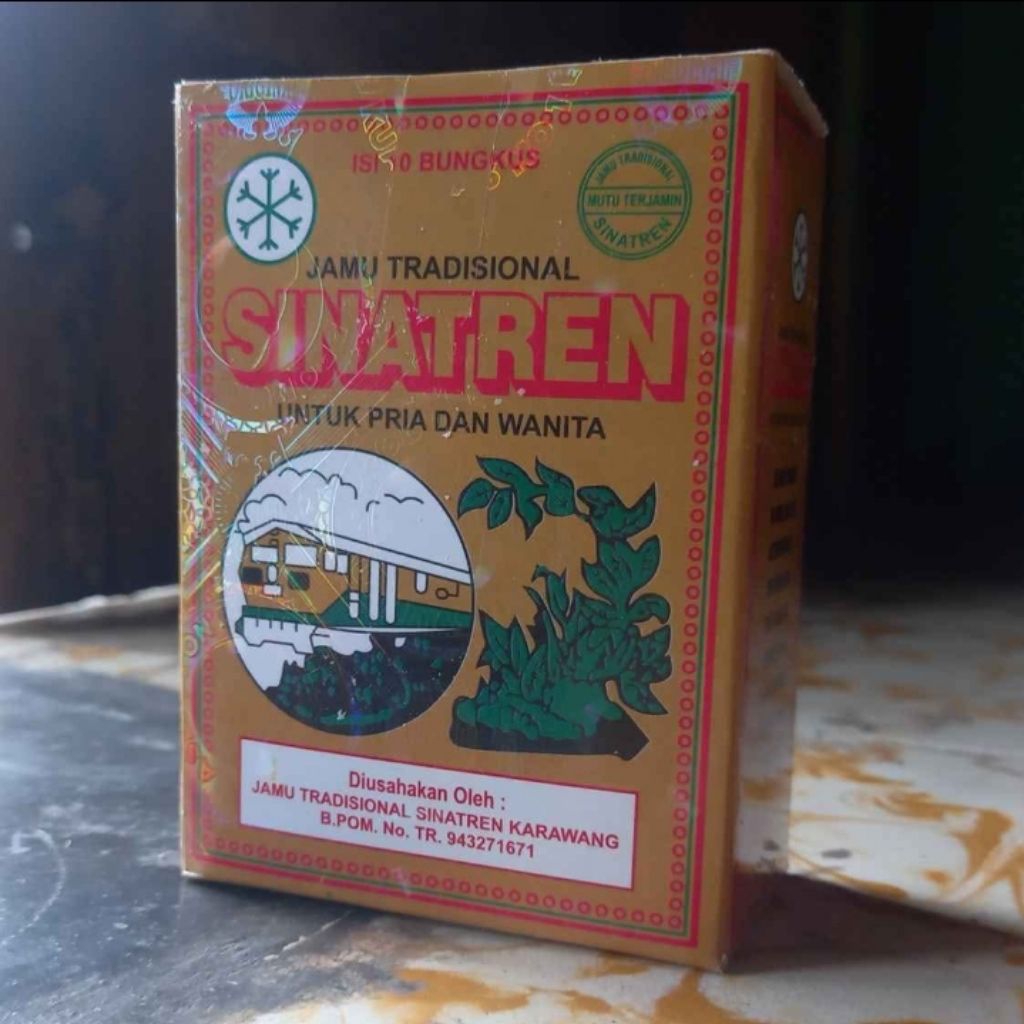 ISI 10 BUNGKUS
JAMU TRADISIONAL
MUTU TERJAMIN
SINATREN
JAMU TRADISIONAL
SINATREN
UNTUK PRIA DAN WANITA
Diusahakan Oleh :
JAMU TRADISIONAL SINATREN KARAWANG
B.POM. No. TR. 943271671